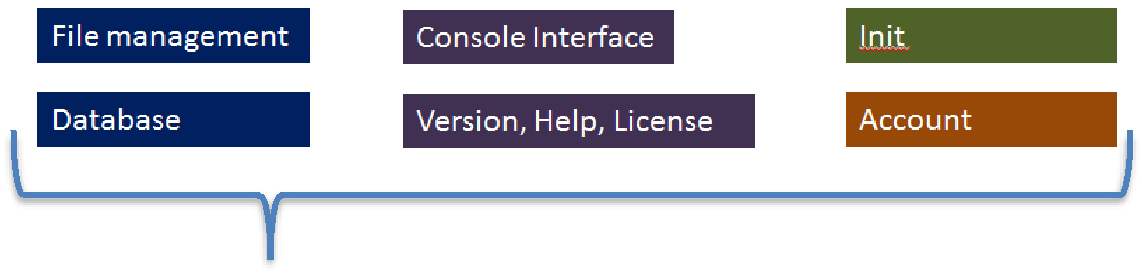 File management
Console Interface
Init
Database
Version, Help, License
Account